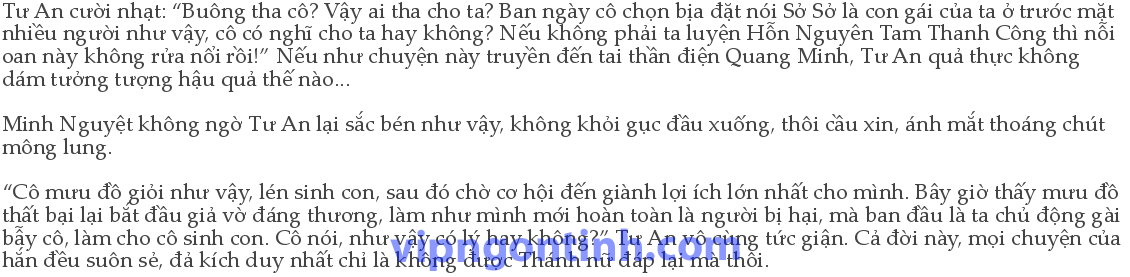 Tư An cười nhạt: “Buông tha cô? Vậy ai tha cho ta? Ban ngày cô chọn bịa đặt nói Sở Sở là con gái của ta ở trước mặt
nhiều người như vậy, cô có nghĩ cho ta hay không? Nếu không phải ta luyện Hỗn Nguyên Tam Thanh Công thì nỗi
oan này không rửa nổi rồi!” Nếu như chuyện này truyền đến tai thần điện Quang Minh, Tư An quả thực không
dám tưởng tượng hậu quả thế nào...
Minh Nguyệt không ngờ Tư An lại sắc bén như vậy, không khỏi gục đầu xuống, thôi cầu xin, ánh mắt thoáng chút
mông lung.
“Cô mưu đồ giỏi như vậy, lén sinh con, sau đó chờ cơ hội đến giành lợi ích lớn nhất cho mình. Bây giờ thấy mưu đồ
thất bại lại bắt đầu giả vờ đáng thương, làm như mình mới hoàn toàn là người bị hại, mà ban đầu là ta chủ động gài
bẫy cô, làm cho cô sinh con. Cô nói, như vậy có lý hay không?” Tư An vô cùng tức giận. Cả đời này, mọi chuyện của
hắn đều suôn sẻ, đả kích duy nhất chỉ là không được Thánh nữ đáp lại mà thôi.
vipngontinh.com